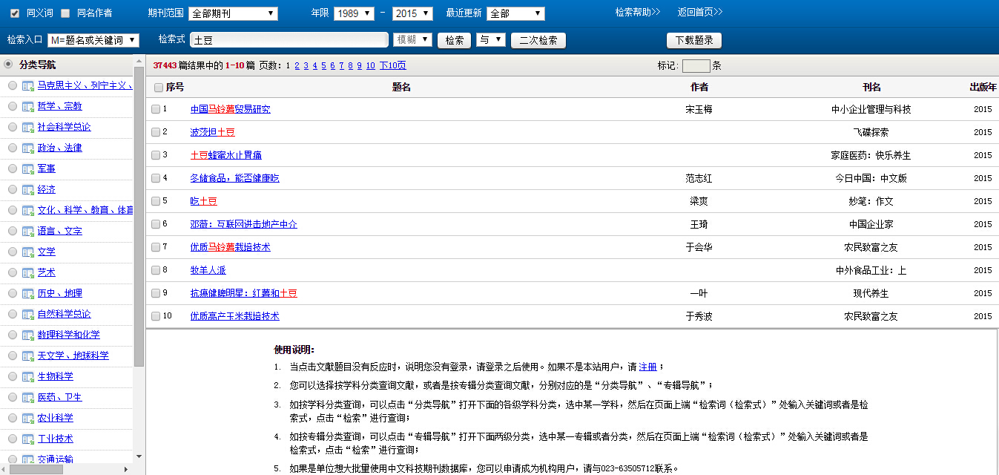 同义词 同名作者 期刊范围 全部期刊 年限 1989 - 2015 最近更新 全部 检索帮助>> 返回首页>>
检索入口 M=题名或关键词 检索式 土豆 模糊 检索 与 二次检索 下载题录
分类导航
马克思主义、列宁主义、
哲学、宗教
社会科学总论
政治、法律
军事
经济
文化、科学、教育、体育
语言、文字
文学
艺术
历史、地理
自然科学总论
数理科学和化学
天文学、地球科学
生物科学
医药、卫生
农业科学
工业技术
交通运输
37443 篇结果中的 1-10 篇 页数: 1 2 3 4 5 6 7 8 9 10 下10页 标记: 条
序号 题名 作者 刊名 出版年
1 中国马铃薯贸易研究 宋玉梅 中小企业管理与科技 2015
2 波茨坦土豆 飞碟探索 2015
3 土豆蜂蜜水止胃痛 家庭医药：快乐养生 2015
4 冬储食品，能否健康吃 范志红 今日中国：中文版 2015
5 吃土豆 梁爽 妙笔：作文 2015
6 邓薇：互联网进击地产中介 王琦 中国企业家 2015
7 优质马铃薯栽培技术 于会华 农民致富之友 2015
8 牧羊人派 中外食品工业：上 2015
9 抗癌健脾明星：红薯和土豆 一叶 现代养生 2015
10 优质高产玉米栽培技术 于秀波 农民致富之友 2015
使用说明：
1. 当点击文献题目没有反应时，说明您没有登录，请登录之后使用。如果不是本站用户，请 注册 ；
2. 您可以选择按学科分类查询文献，或者是按专辑分类查询文献，分别对应的是“分类导航”、“专辑导航”；
3. 如按学科分类查询，可以点击“分类导航”打开下面的各级学科分类，选中某一学科，然后在页面上端“检索词（检索式）”处输入关键词或者是检
索式，点击“检索”进行查询；
4. 如按专辑分类查询，可以点击“专辑导航”打开下面两级分类，选中某一专辑或者分类，然后在页面上端“检索词（检索式）”处输入关键词或者是
检索式，点击“检索”进行查询；
5. 如果是单位想大批量使用中文科技期刊数据库，您可以申请成为机构用户，请与023-63505712联系。